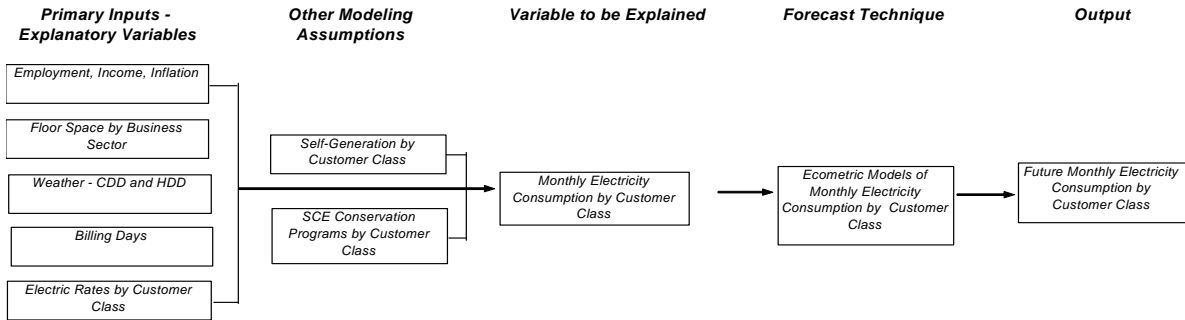 Primary Inputs -
Explanatory Variables
Other Modeling
Assumptions
Variable to be Explained
Forecast Technique
Output
Employment, Income, Inflation
Floor Space by Business
Sector
Weather - CDD and HDD
Billing Days
Electric Rates by Customer
Class
Self-Generation by
Customer Class
SCE Conservation
Programs by Customer
Class
Monthly Electricity
Consumption by Customer
Class
Ecometric Models of
Monthly Electricity
Consumption by Customer
Class
Future Monthly Electricity
Consumption by
Customer Class